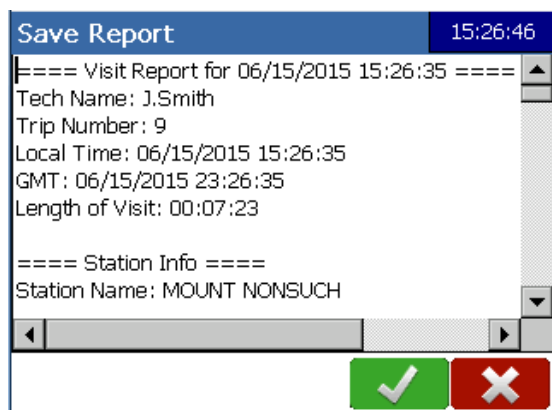 Save Report
15:26:46
==== Visit Report for 06/15/2015 15:26:35 ====
Tech Name: J.Smith
Trip Number: 9
Local Time: 06/15/2015 15:26:35
GMT: 06/15/2015 23:26:35
Length of Visit: 00:07:23
==== Station Info ====
Station Name: MOUNT NONSUCH